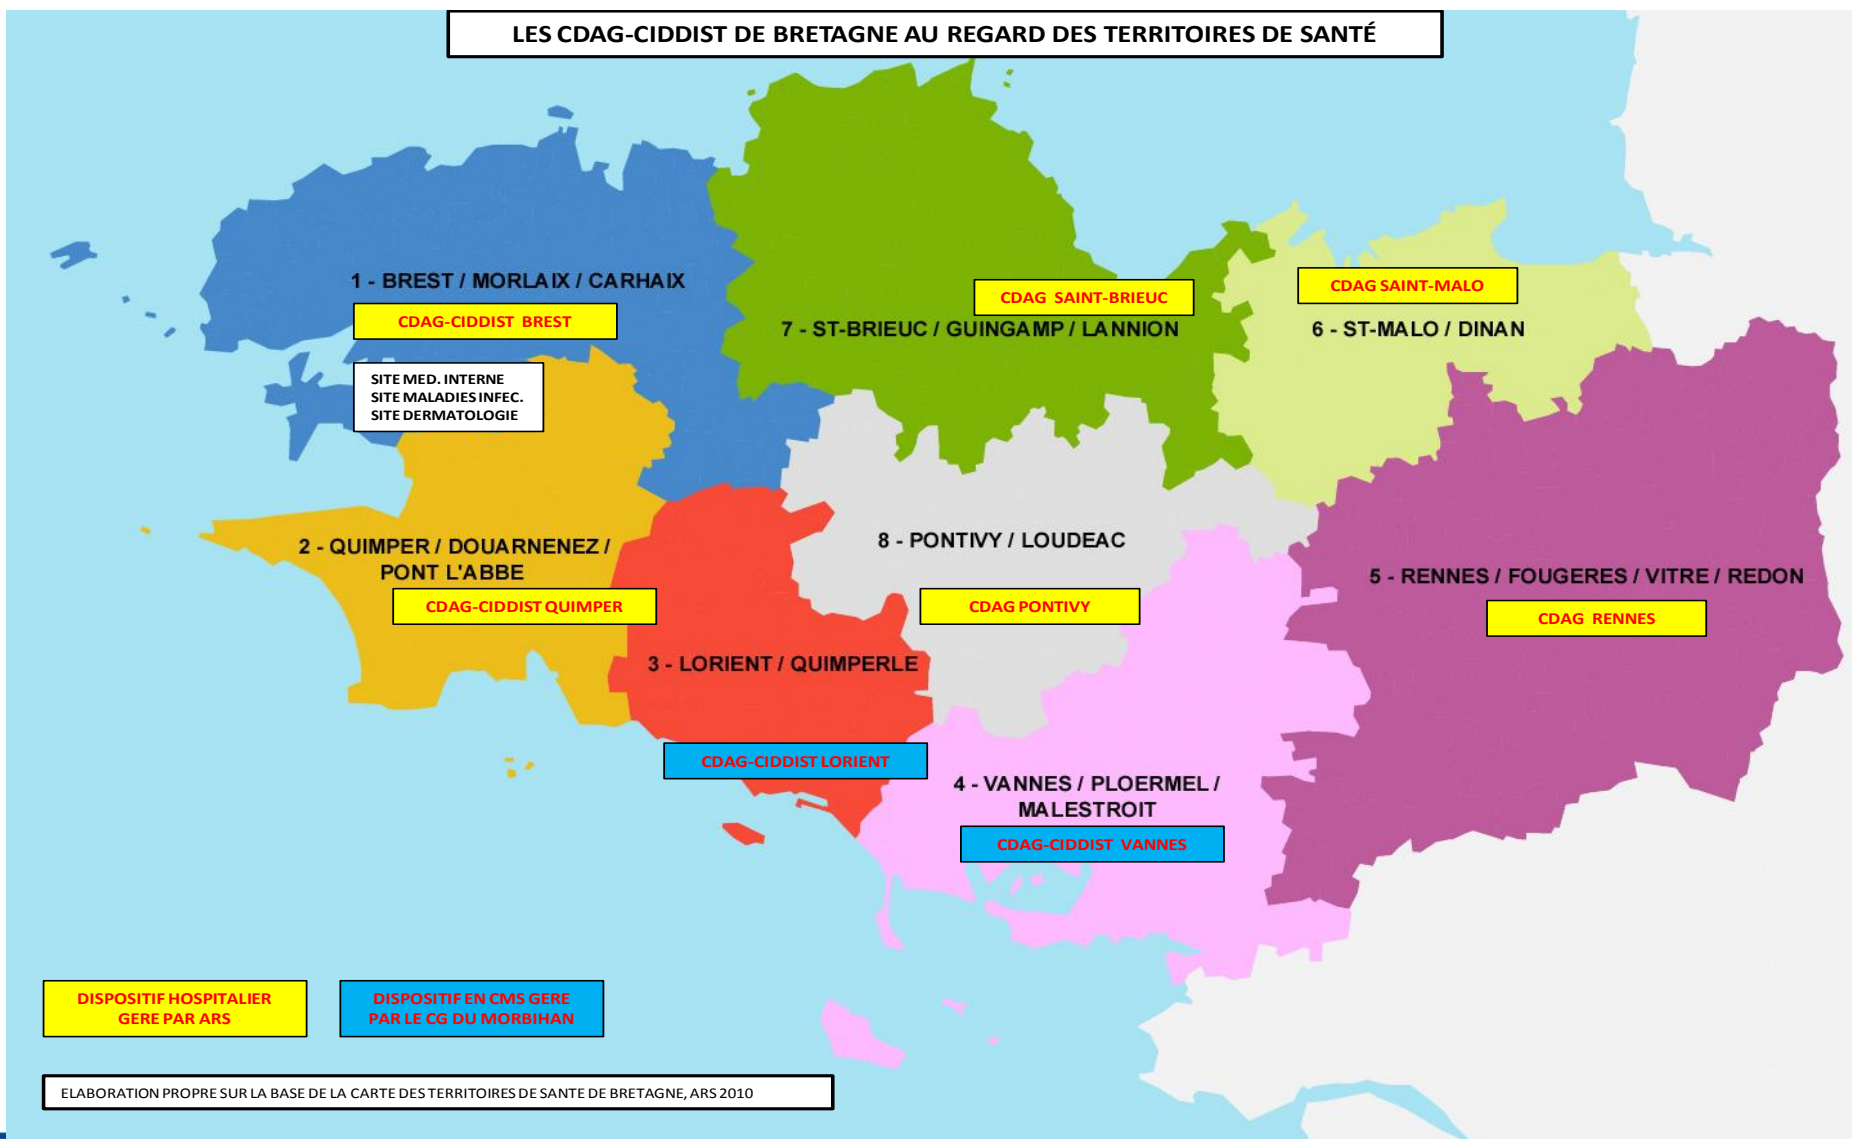 LES CDAG-CIDDIST DE BRETAGNE AU REGARD DES TERRITOIRES DE SANTÉ
1 - BREST / MORLAIX / CARHAIX
CDAG-CIDDIST BREST
SITE MED. INTERNE
SITE MALADIES INFEC.
SITE DERMATOLOGIE
CDAG SAINT-BRIEUC
7 - ST-BRIEUC / GUINGAMP / LANNION
CDAG SAINT-MALO
6 - ST-MALO / DINAN
2 - QUIMPER / DOUARNENEZ /
PONT L'ABBE
CDAG-CIDDIST QUIMPER
8 - PONTIVY / LOUDEAC
CDAG PONTIVY
5 - RENNES / FOUGERES / VITRE / REDON
CDAG RENNES
3 - LORIENT / QUIMPERLE
CDAG-CIDDIST LORIENT
4 - VANNES / PLOERMEL /
MALESTROIT
CDAG-CIDDIST VANNES
DISPOSITIF HOSPITALIER
GERE PAR ARS
DISPOSITIF EN CMS GERE
PAR LE CG DU MORBIHAN
ELABORATION PROPRE SUR LA BASE DE LA CARTE DES TERRITOIRES DE SANTE DE BRETAGNE, ARS 2010